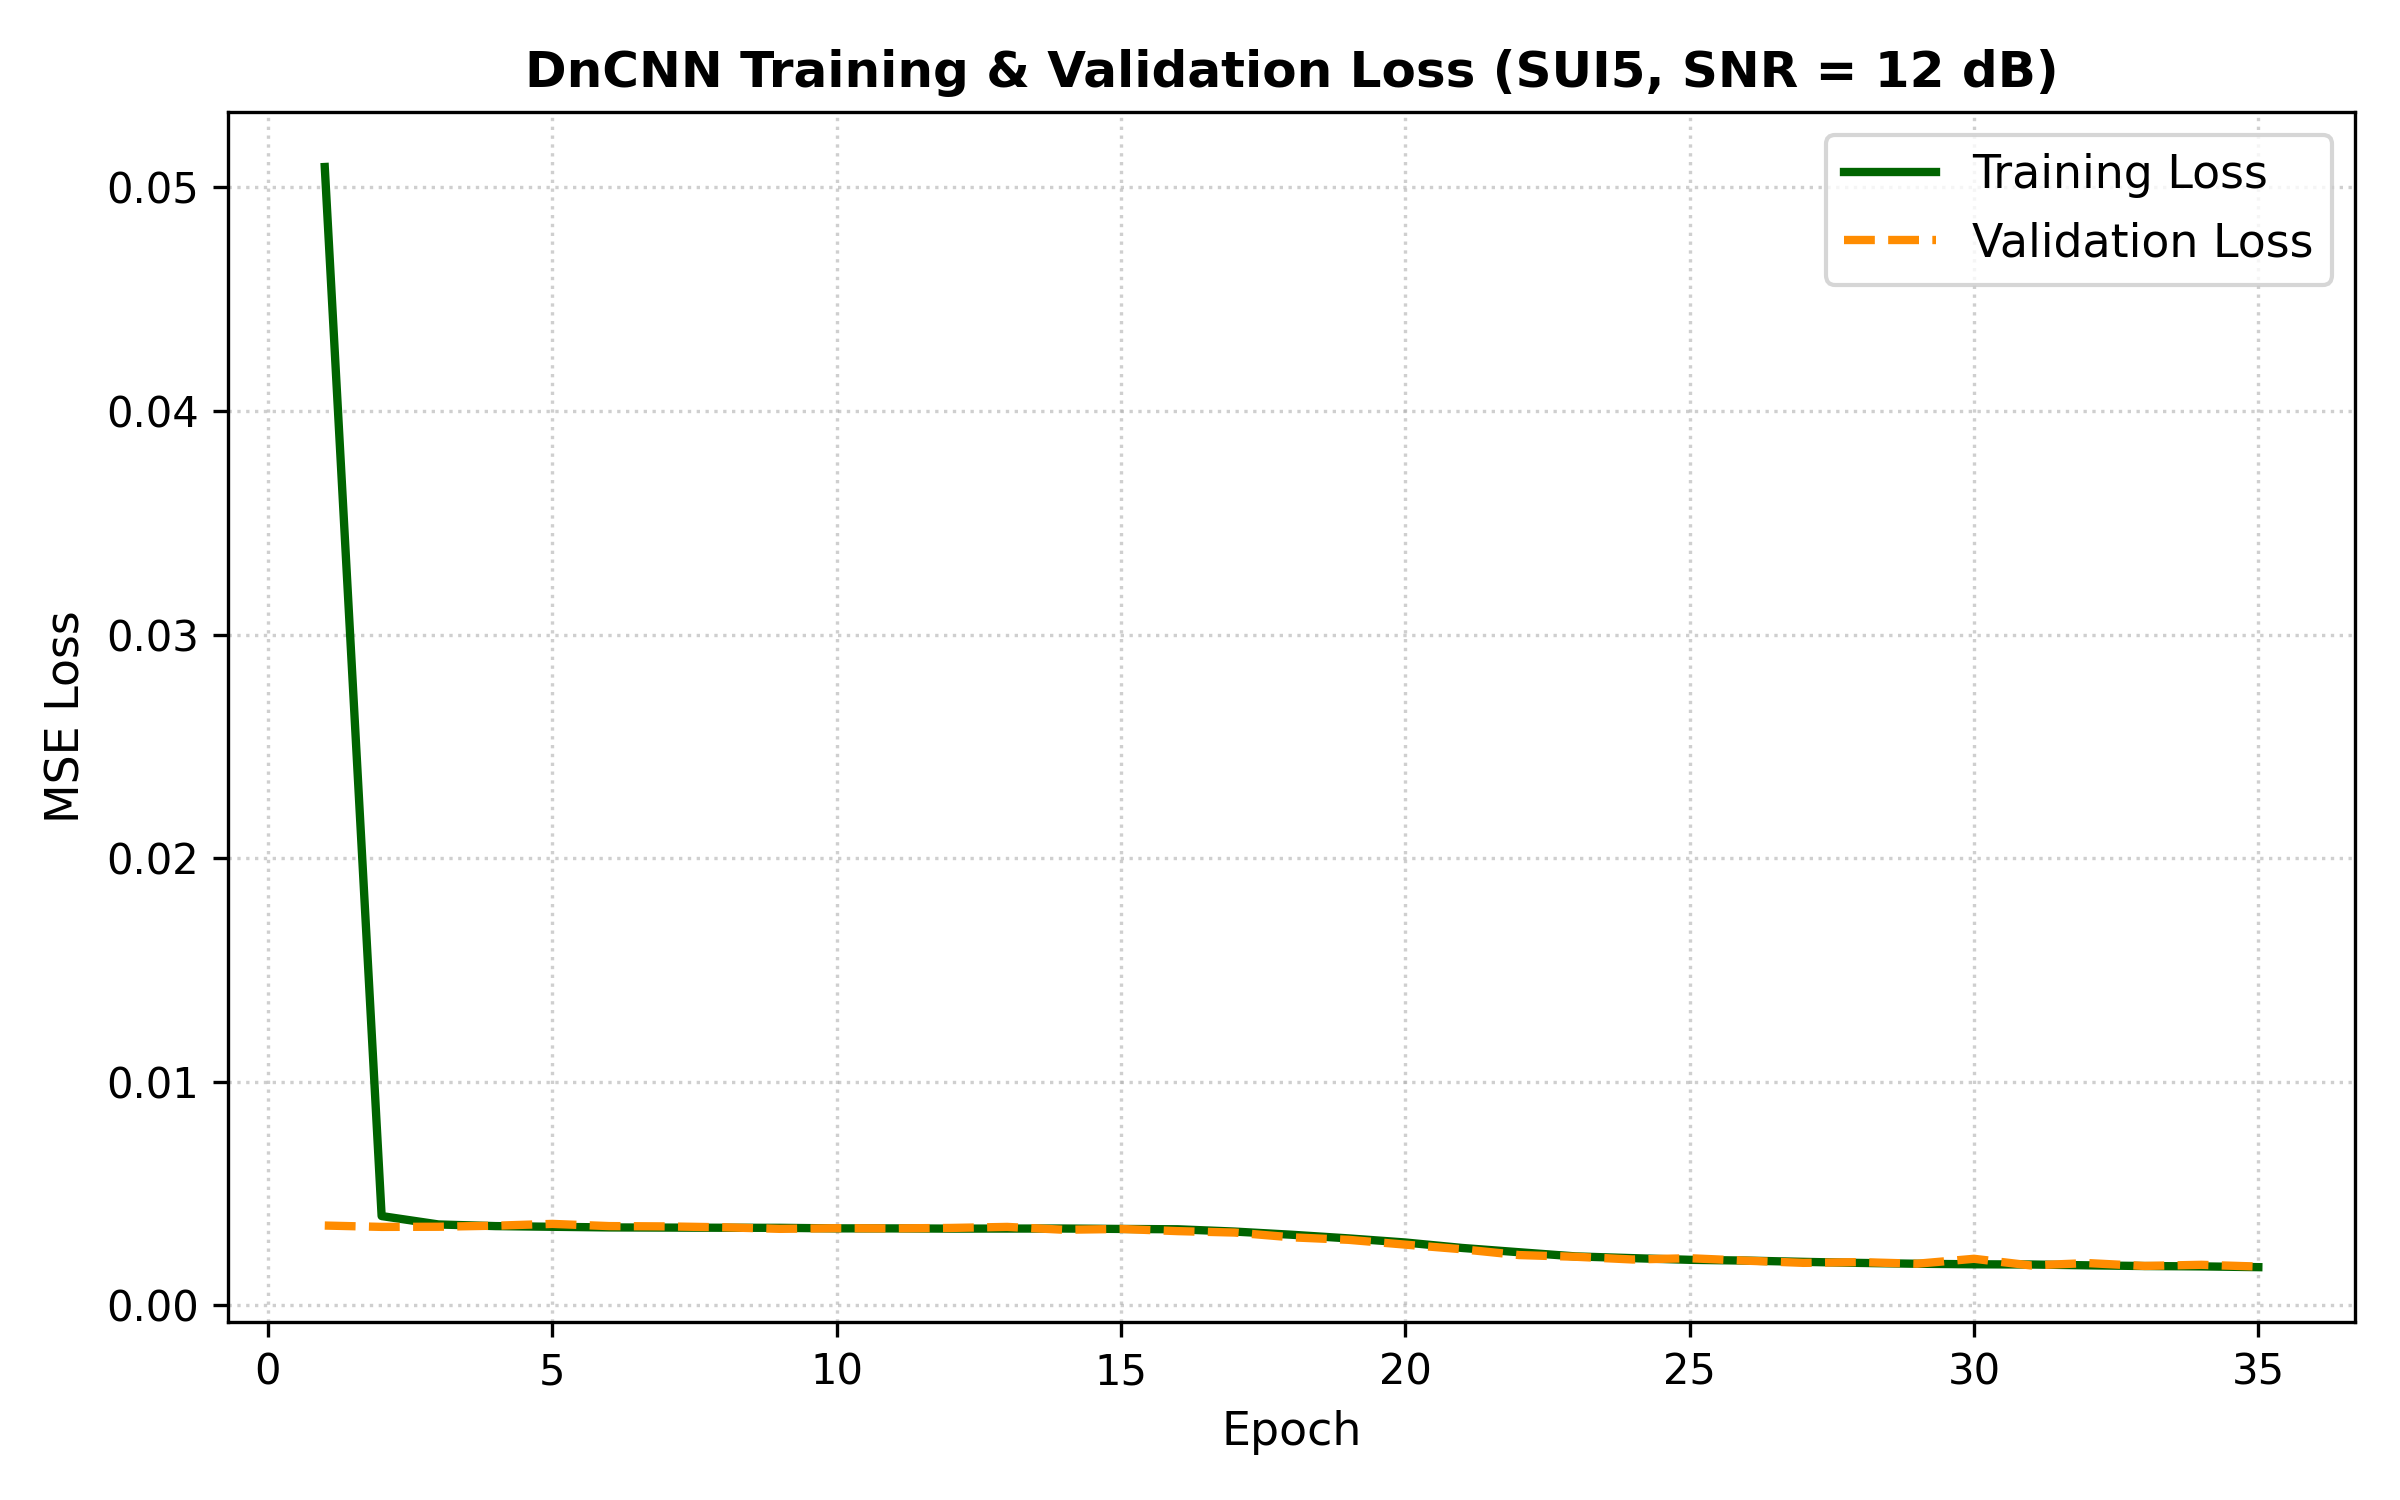 DnCNN Training & Validation Loss (SUI5, SNR = 12 dB)
Training Loss
Validation Loss
MSE Loss
0.05
0.04
0.03
0.02
0.01
0.00
0 5 10 15 20 25 30 35
Epoch